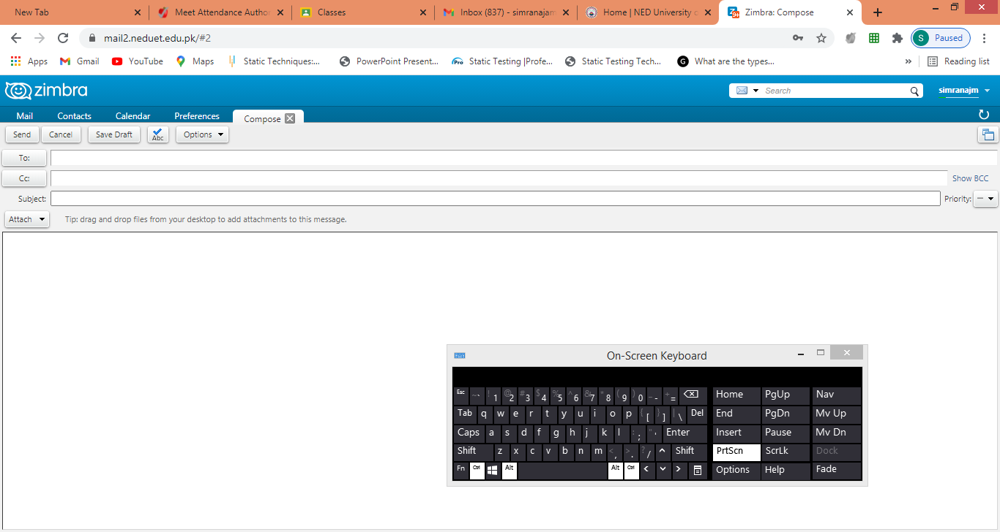 New Tab
Meet Attendance Autho
Classes
Inbox (837) - simranajam
Home | NED University
Zimbra: Compose
mail2.neduet.edu.pk/#2
S Paused
Apps
Gmail
YouTube
Maps
Static Techniques:...
PowerPoint Present...
Static Testing |Profe...
Static Testing Tech...
What are the types...
»
Reading list
zimbra
Search
simranajm
Mail
Contacts
Calendar
Preferences
Compose
Send
Cancel
Save Draft
Abc
Options
To:
Cc:
Show BCC
Subject:
Priority:
Attach
Tip: drag and drop files from your desktop to add attachments to this message.
On-Screen Keyboard
Esc ~ ` ! 1 @ 2 # 3 $ 4 % 5 ^ 6 & 7 * 8 ( 9 ) 0 _ - + = Home PgUp Nav
Tab q w e r t y u i o p { [ } ] | \ Del End PgDn Mv Up
Caps a s d f g h j k l : ; " ' Enter Insert Pause Mv Dn
Shift z x c v b n m < , > . ? / ^ Shift PrtScn ScrLk Dock
Fn Ctrl Alt Alt Ctrl < v > Options Help Fade